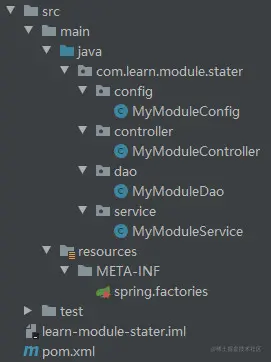 src
main
java
com.learn.module.stater
config
MyModuleConfig
controller
MyModuleController
dao
MyModuleDao
service
MyModuleService
resources
META-INF
spring.factories
test
learn-module-stater.iml
pom.xml
@稀土掘金技术社区